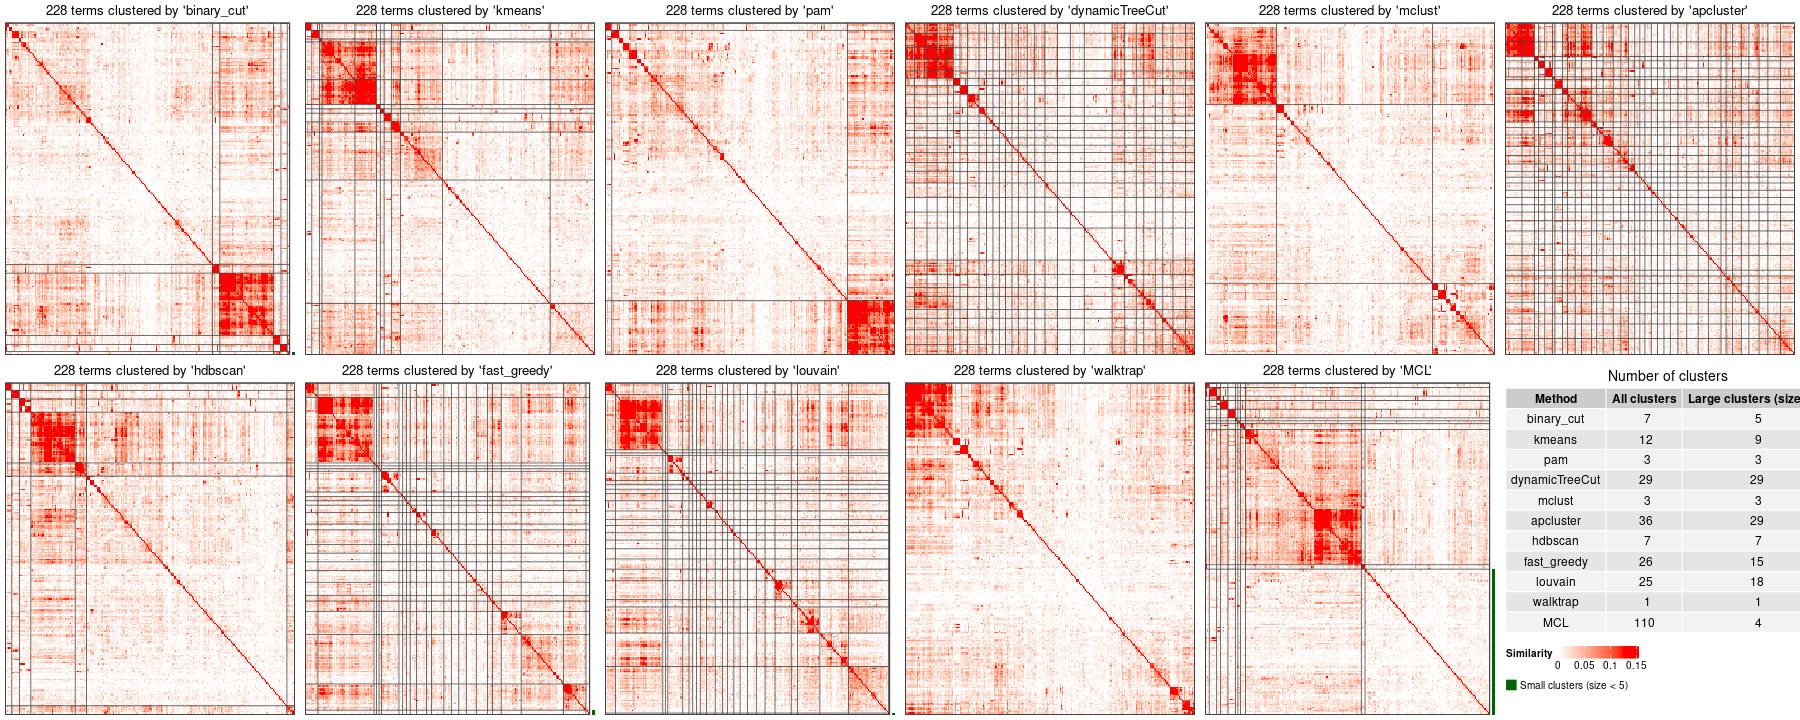 228 terms clustered by 'binary_cut'
228 terms clustered by 'kmeans'
228 terms clustered by 'pam'
228 terms clustered by 'dynamicTreeCut'
228 terms clustered by 'mclust'
228 terms clustered by 'apcluster'
228 terms clustered by 'hdbscan'
228 terms clustered by 'fast_greedy'
228 terms clustered by 'louvain'
228 terms clustered by 'walktrap'
228 terms clustered by 'MCL'
Number of clusters
Method All clusters Large clusters (size
binary_cut 7 5
kmeans 12 9
pam 3 3
dynamicTreeCut 29 29
mclust 3 3
apcluster 36 29
hdbscan 7 7
fast_greedy 26 15
louvain 25 18
walktrap 1 1
MCL 110 4
Similarity
0 0.05 0.1 0.15
Small clusters (size < 5)